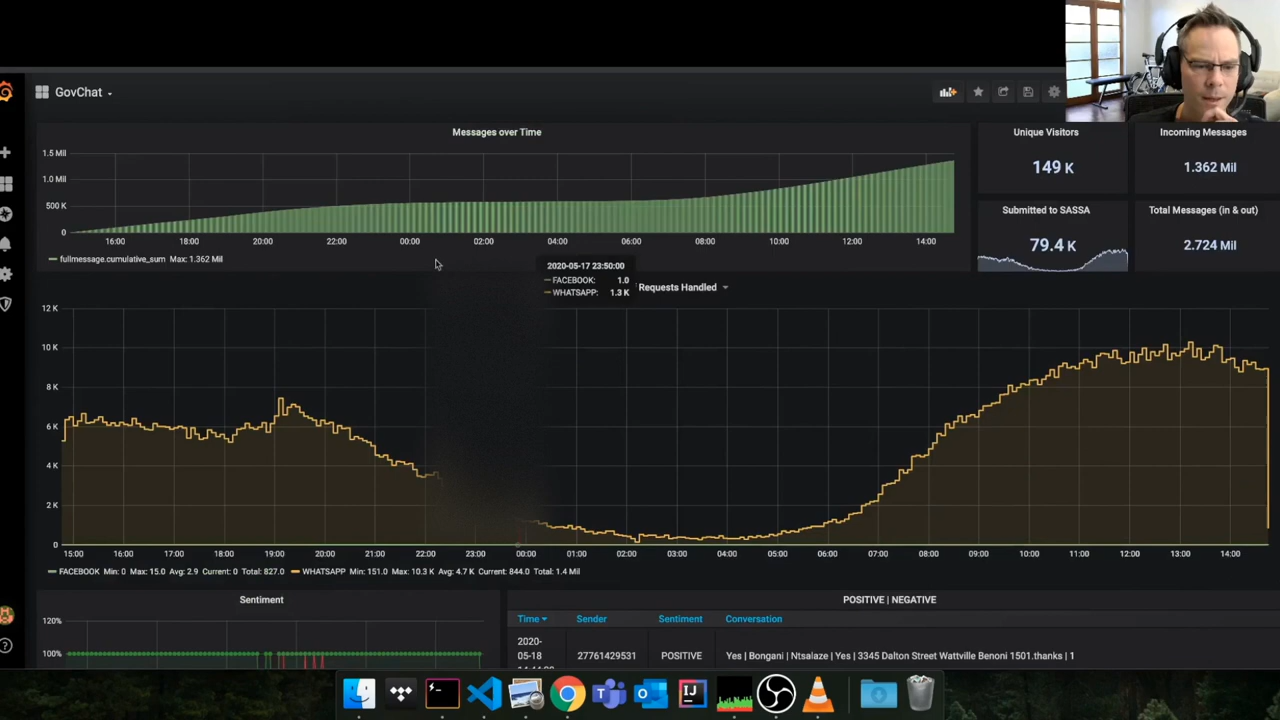 GovChat
Messages over Time
1.5 Mil
1.0 Mil
500 K
0
16:00 18:00 20:00 22:00 00:00 02:00 04:00 06:00 08:00 10:00 12:00 14:00
fullmessage.cumulative_sum Max: 1.362 Mil
Unique Visitors
149 K
Incoming Messages
1.362 Mil
Submitted to SASSA
79.4 K
Total Messages (in & out)
2.724 Mil
2020-05-17 23:50:00
FACEBOOK: 1.0
WHATSAPP: 1.3 K
Requests Handled
12 K
10 K
8 K
6 K
4 K
2 K
0
15:00 16:00 17:00 18:00 19:00 20:00 21:00 22:00 23:00 00:00 01:00 02:00 03:00 04:00 05:00 06:00 07:00 08:00 09:00 10:00 11:00 12:00 13:00 14:00
FACEBOOK Min: 0 Max: 15.0 Avg: 2.9 Current: 0 Total: 827.0 WHATSAPP Min: 151.0 Max: 10.3 K Avg: 4.7 K Current: 844.0 Total: 1.4 Mil
Sentiment
120%
100%
POSITIVE | NEGATIVE
Time Sender Sentiment Conversation
2020-
05-18 27761429531 POSITIVE Yes | Bongani | Ntsalaze | Yes | 3345 Dalton Street Wattville Benoni 1501.thanks | 1